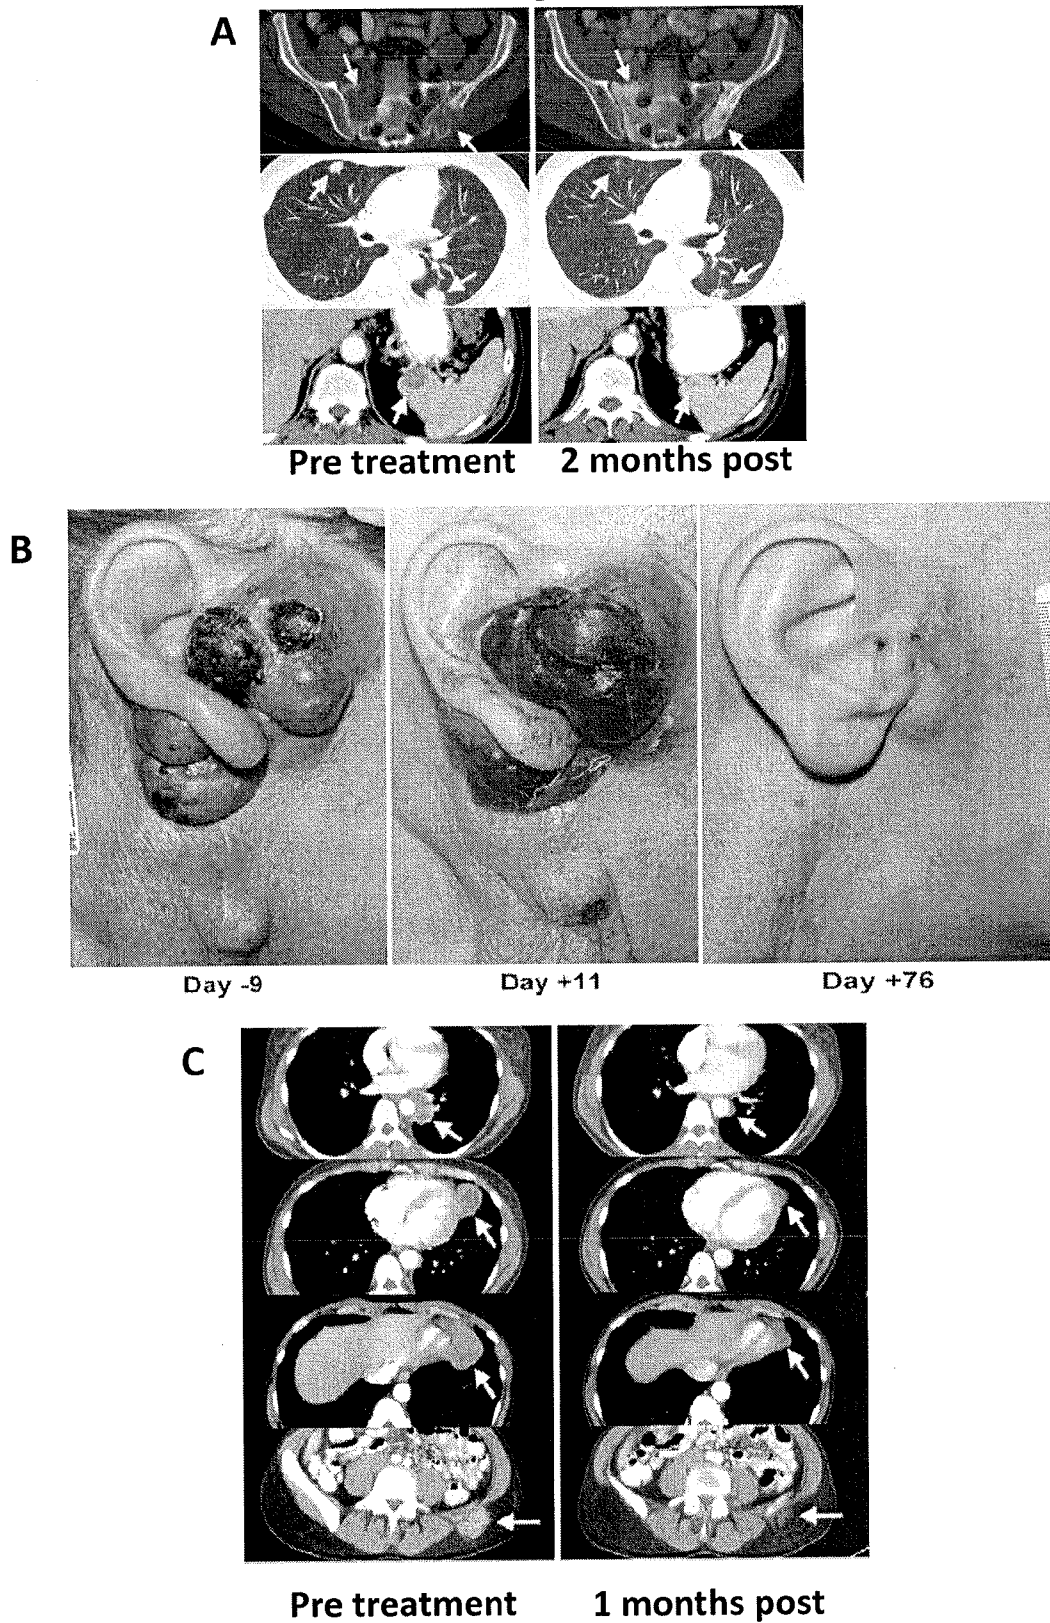 A
Pre treatment 2 months post
B
Day -9 Day +11 Day +76
C
Pre treatment 1 months post